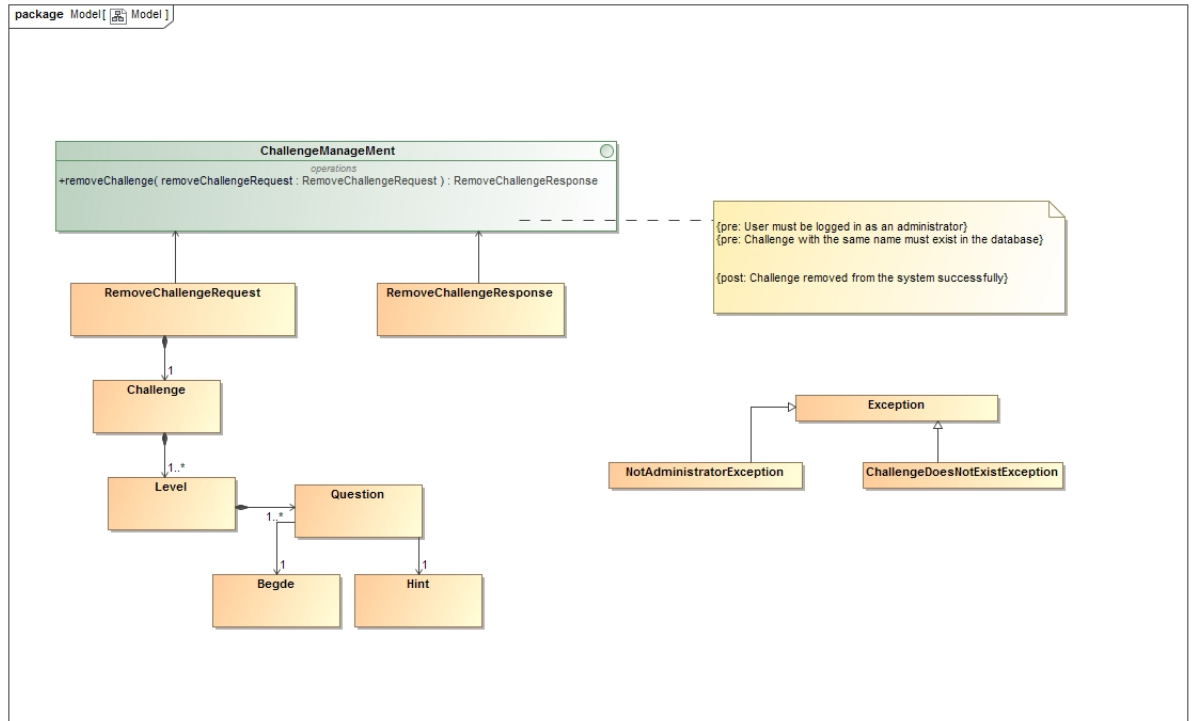 package Model[ Model ]
ChallengeManageMent
operations
+removeChallenge( removeChallengeRequest : RemoveChallengeRequest ) : RemoveChallengeResponse
{pre: User must be logged in as an administrator}
{pre: Challenge with the same name must exist in the database}
{post: Challenge removed from the system successfully}
RemoveChallengeRequest
RemoveChallengeResponse
1
Challenge
Exception
1..*
NotAdministratorException
ChallengeDoesNotExistException
Level
Question
1..*
1
1
Begde
Hint